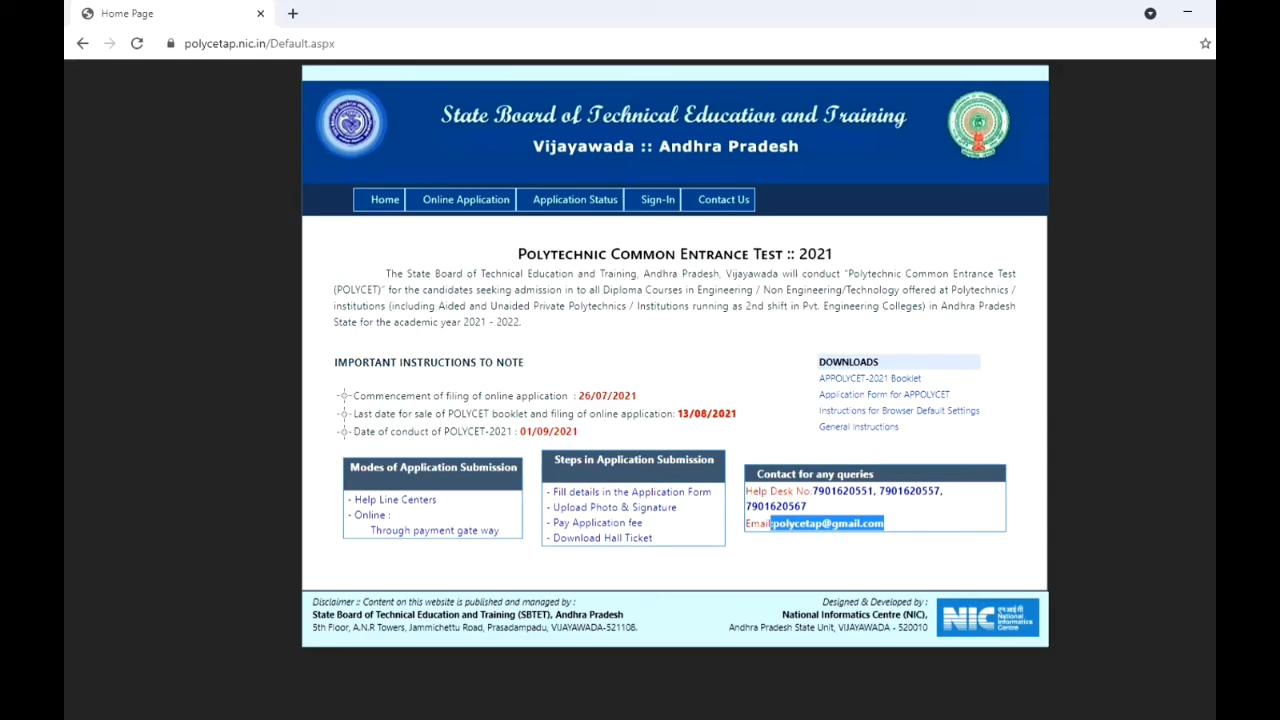 Home Page
polycetap.nic.in/Default.aspx
State Board of Technical Education and Training
Vijayawada :: Andhra Pradesh
Home Online Application Application Status Sign-In Contact Us
Polytechnic Common Entrance Test :: 2021
The State Board of Technical Education and Training, Andhra Pradesh, Vijayawada will conduct "Polytechnic Common Entrance Test
(POLYCET)" for the candidates seeking admission in to all Diploma Courses in Engineering / Non Engineering/Technology offered at Polytechnics /
institutions (including Aided and Unaided Private Polytechnics / Institutions running as 2nd shift in Pvt. Engineering Colleges) in Andhra Pradesh
State for the academic year 2021 - 2022.
IMPORTANT INSTRUCTIONS TO NOTE
Commencement of filing of online application : 26/07/2021
Last date for sale of POLYCET booklet and filing of online application: 13/08/2021
Date of conduct of POLYCET-2021 : 01/09/2021
DOWNLOADS
APPOLYCET-2021 Booklet
Application Form for APPOLYCET
Instructions for Browser Default Settings
General Instructions
Modes of Application Submission
- Help Line Centers
- Online :
Through payment gate way
Steps in Application Submission
- Fill details in the Application Form
- Upload Photo & Signature
- Pay Application fee
- Download Hall Ticket
Contact for any queries
Help Desk No:7901620551, 7901620557,
7901620567
Email:polycetap@gmail.com
Disclaimer :: Content on this website is published and managed by :
State Board of Technical Education and Training (SBTET), Andhra Pradesh
5th Floor, A.N.R Towers, Jammichettu Road, Prasadampadu, VIJAYAWADA-521108.
Designed & Developed by :
National Informatics Centre (NIC),
Andhra Pradesh State Unit, VIJAYAWADA - 520010
NIC
एन आई सी
National
Informatics
Centre